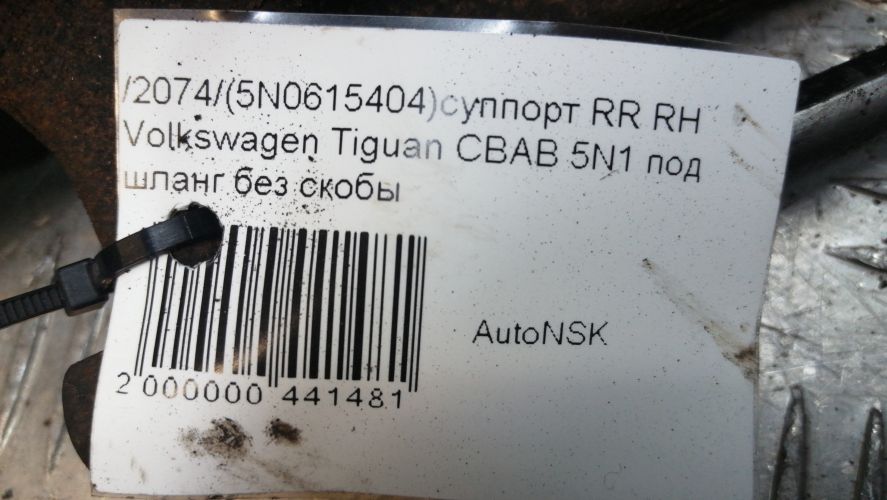 /2074/(5N0615404)суппорт RR RH
Volkswagen Tiguan CBAB 5N1 под
шланг без скобы
AutoNSK
2 000000 441481